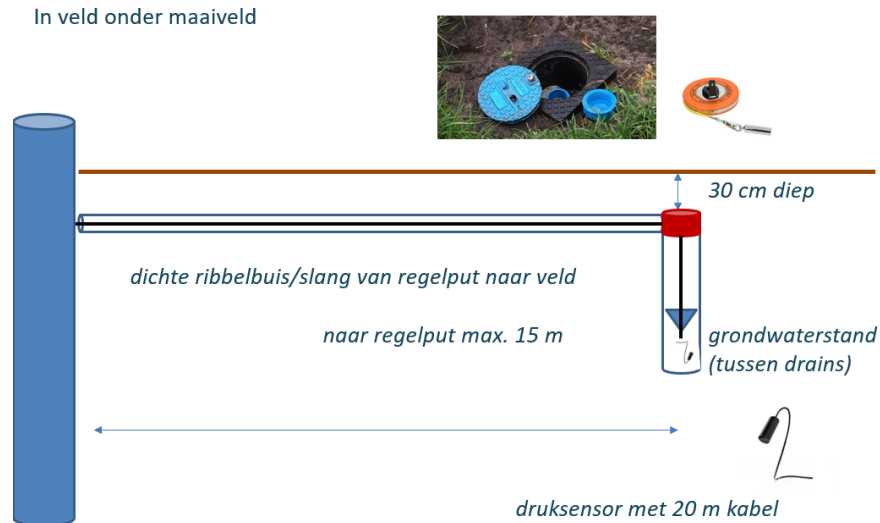 In veld onder maaiveld
30 cm diep
dichte ribbelbuis/slang van regelput naar veld
naar regelput max. 15 m
grondwaterstand
(tussen drains)
druksensor met 20 m kabel